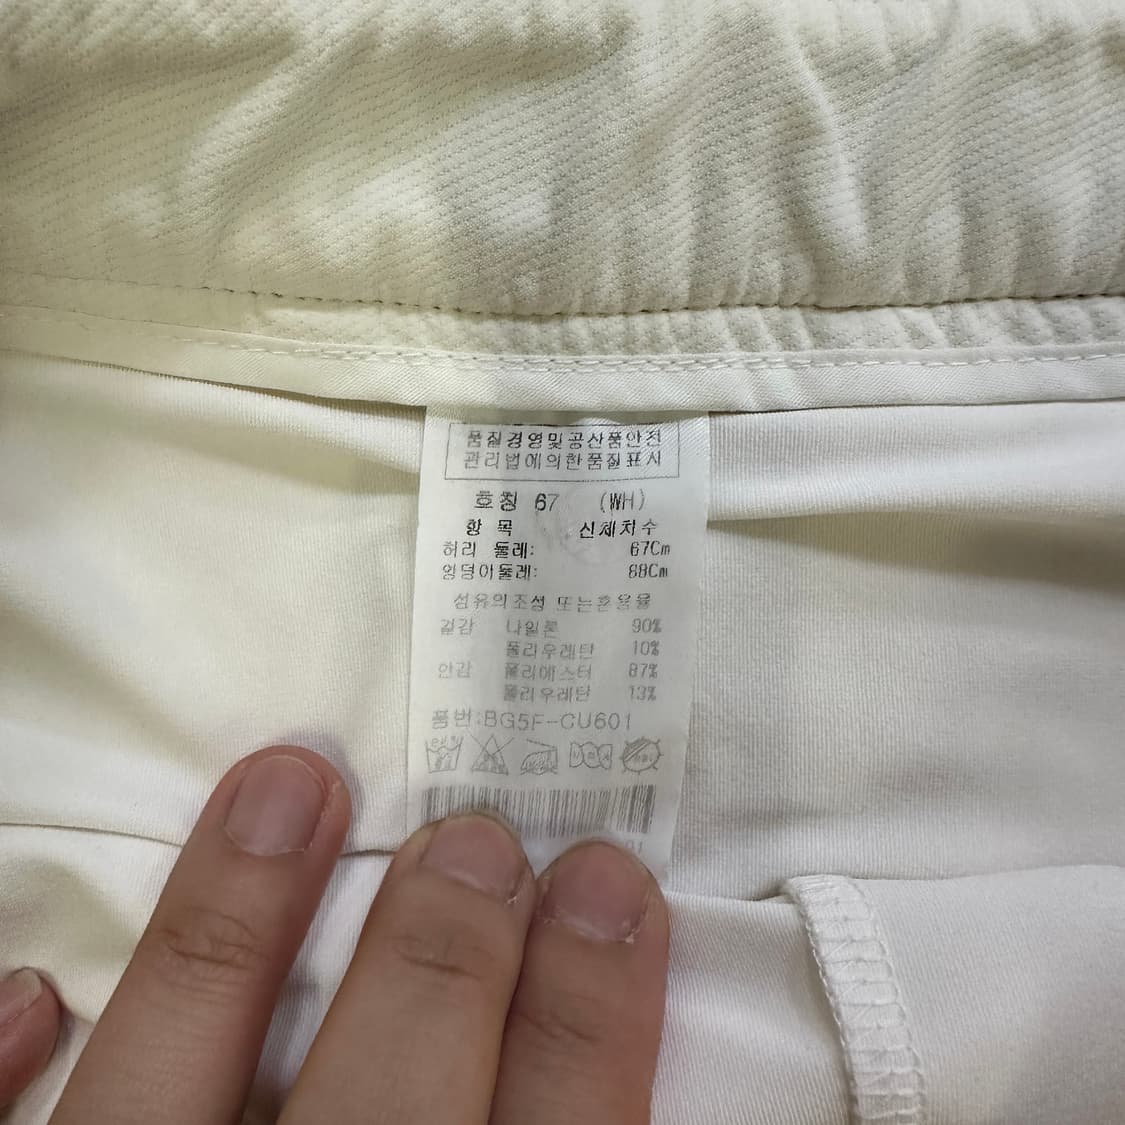 품질경영및공산품안전
관리법에의한품질표시
호칭 67 (WH)
항 목 신체치수
허리 둘레: 67Cm
엉덩이둘레: 88Cm
섬유의조성 또는혼용율
겉감 나일론 90%
폴리우레탄 10%
안감 폴리에스터 87%
폴리우레탄 13%
품번:BG5F-CU601